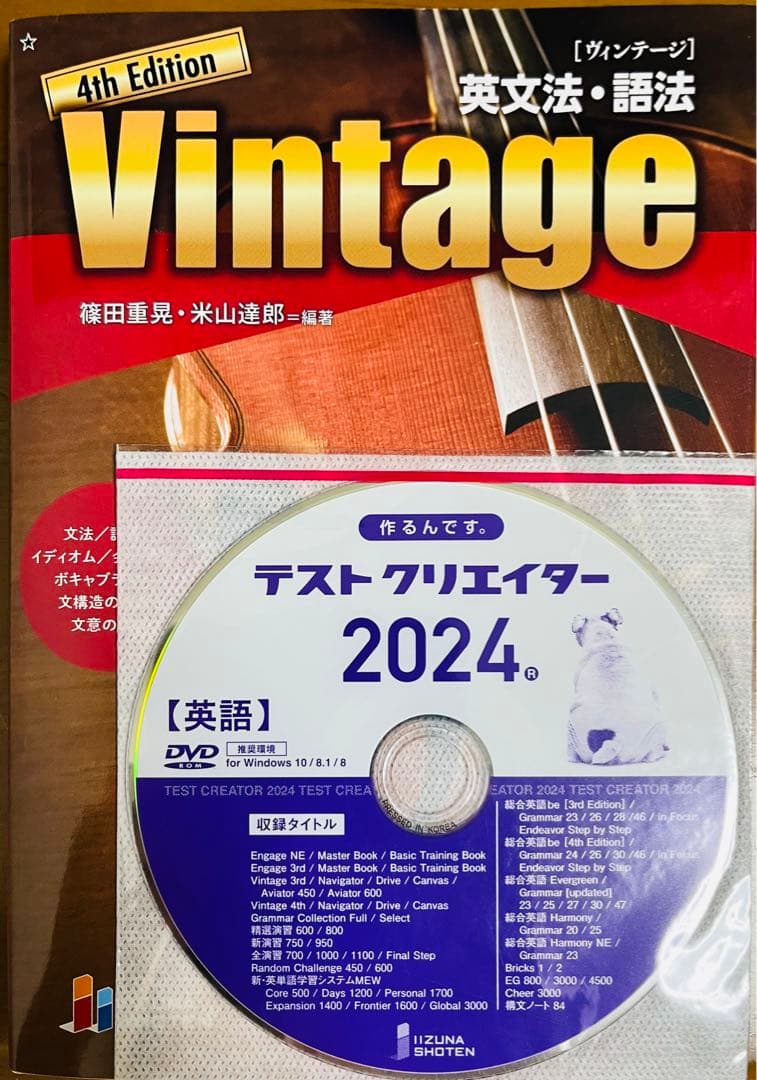 ☆
4th Edition
[ヴィンテージ]
英文法・語法
Vintage
篠田重晃・米山達郎=編著
文法/
イディオム/
ボキャブラ
文構造の
文意の
作るんです。
テストクリエイター
2024®
【英語】
DVD
ROM
推奨環境
for Windows 10 / 8.1 / 8
TEST CREATOR 2024 TEST CREA
EATOR 2024 TEST CREATOR 2024
PRESSED IN KOREA
収録タイトル
Engage NE / Master Book / Basic Training Book
Engage 3rd / Master Book / Basic Training Book
Vintage 3rd / Navigator / Drive / Canvas /
Aviator 450 / Aviator 600
Vintage 4th / Navigator / Drive / Canvas
Grammar Collection Full / Select
精選演習 600 / 800
新演習 750 / 950
全演習 700 / 1000 / 1100 / Final Step
Random Challenge 450 / 600
新・英単語学習システムMEW
Core 500 / Days 1200 / Personal 1700
Expansion 1400 / Frontier 1600 / Global 3000
総合英語be [3rd Edition] /
Grammar 23 / 26 / 28 /46 / in Focus
Endeavor Step by Step
総合英語be [4th Edition] /
Grammar 24 / 26 / 30 /46 / in Focus
Endeavor Step by Step
総合英語 Evergreen /
Grammar [updated]
23 / 25 / 27 / 30 / 47
総合英語 Harmony /
Grammar 20 / 25
総合英語 Harmony NE /
Grammar 23
Bricks 1 / 2
EG 800 / 3000 / 4500
Cheer 3000
構文ノート 84
IIZUNA
SHOTEN